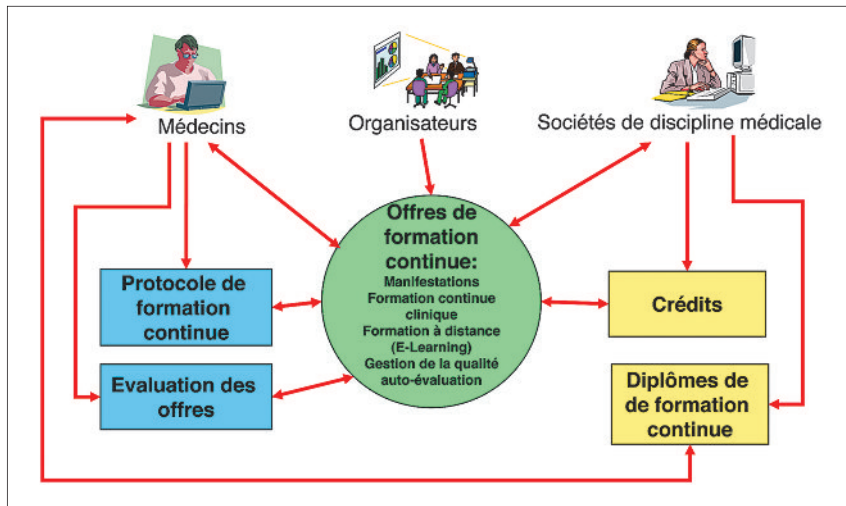 Médecins
Organisateurs
Sociétés de discipline médicale
Offres de
formation
continue:
Manifestations
Formation continue
clinique
Formation à distance
(E-Learning)
Gestion de la qualité
auto-évaluation
Protocole de
formation
continue
Evaluation des
offres
Crédits
Diplômes de
de formation
continue